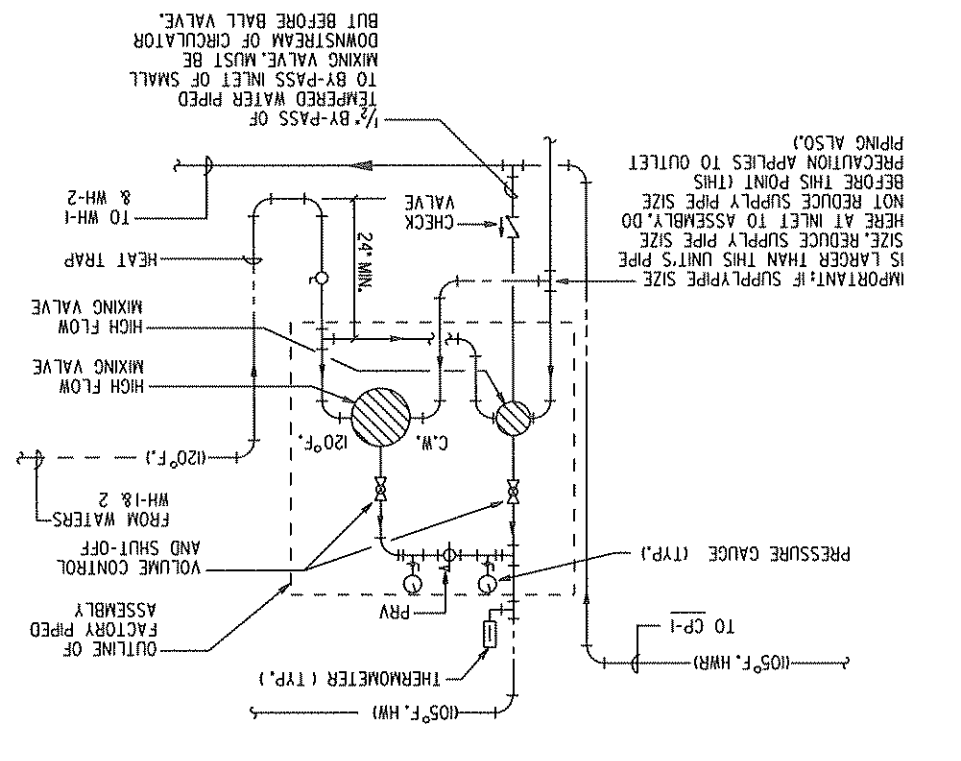 (105°F. HW)
(105°F. HWR)
THERMOMETER ( TYP. )
TO CP-1
OUTLINE OF
FACTORY PIPED
ASSEMBLY
PRV
VOLUME CONTROL
AND SHUT-OFF
PRESSURE GAUGE (TYP.)
FROM WATERS
WH-1 & 2
(120°F.)
120°F.
C.W.
HIGH FLOW
MIXING VALVE
HIGH FLOW
MIXING VALVE
24" MIN.
HEAT TRAP
TO WH-1
& WH-2
CHECK
VALVE
IMPORTANT: IF SUPPLYPIPE SIZE
IS LARGER THAN THIS UNIT'S PIPE
SIZE. REDUCE SUPPLY PIPE SIZE
HERE AT INLET TO ASSEMBLY. DO
NOT REDUCE SUPPLY PIPE SIZE
BEFORE THIS POINT (THIS
PRECAUTION APPLIES TO OUTLET
PIPING ALSO.)
1/2" BY-PASS OF
TEMPERED WATER PIPED
TO BY-PASS INLET OF SMALL
MIXING VALVE. MUST BE
DOWNSTREAM OF CIRCULATOR
BUT BEFORE BALL VALVE.